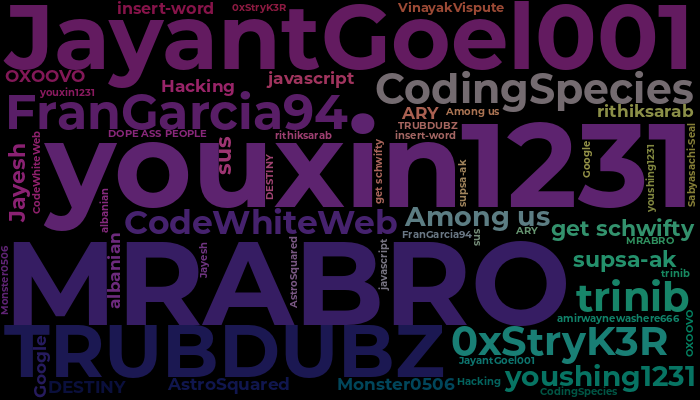 JayantGoel001
insert-word
0xStryK3R
VinayakVispute
OXOOVO
youxin1231
Hacking
javascript
CodingSpecies
FranGarcia94
ARY
Among us
rithiksarab
TRUBDUBZ
DOPE ASS PEOPLE
rithiksarab
insert-word
youxin1231
Jayesh
CodeWhiteWeb
sus
DESTINY
get schwifty
supsa-ak
Google
youshing1231
Sabyasachi-Seal
albanian
CodeWhiteWeb
Among us
get schwifty
FranGarcia94
sus
ARY
MRABRO
MRABRO
Monster0506
albanian
Jayesh
AstroSquared
javascript
supsa-ak
trinib
trinib
amirwaynewashere666
OXOOVO
TRUBDUBZ
0xStryK3R
JayantGoel001
Google
DESTINY
AstroSquared
Monster0506
Hacking
youshing1231
CodingSpecies